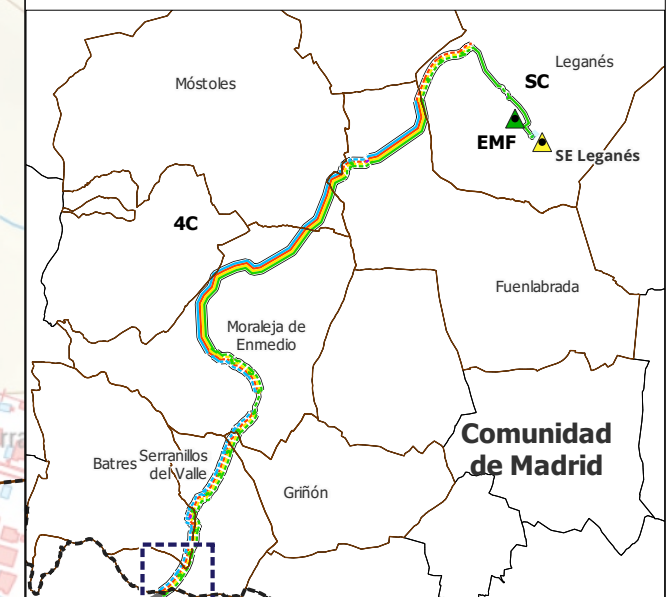 Móstoles
Leganés
SC
EMF
SE Leganés
4C
Fuenlabrada
Moraleja de
Enmedio
Comunidad
de Madrid
Batres
Serranillos
del Valle
Griñón